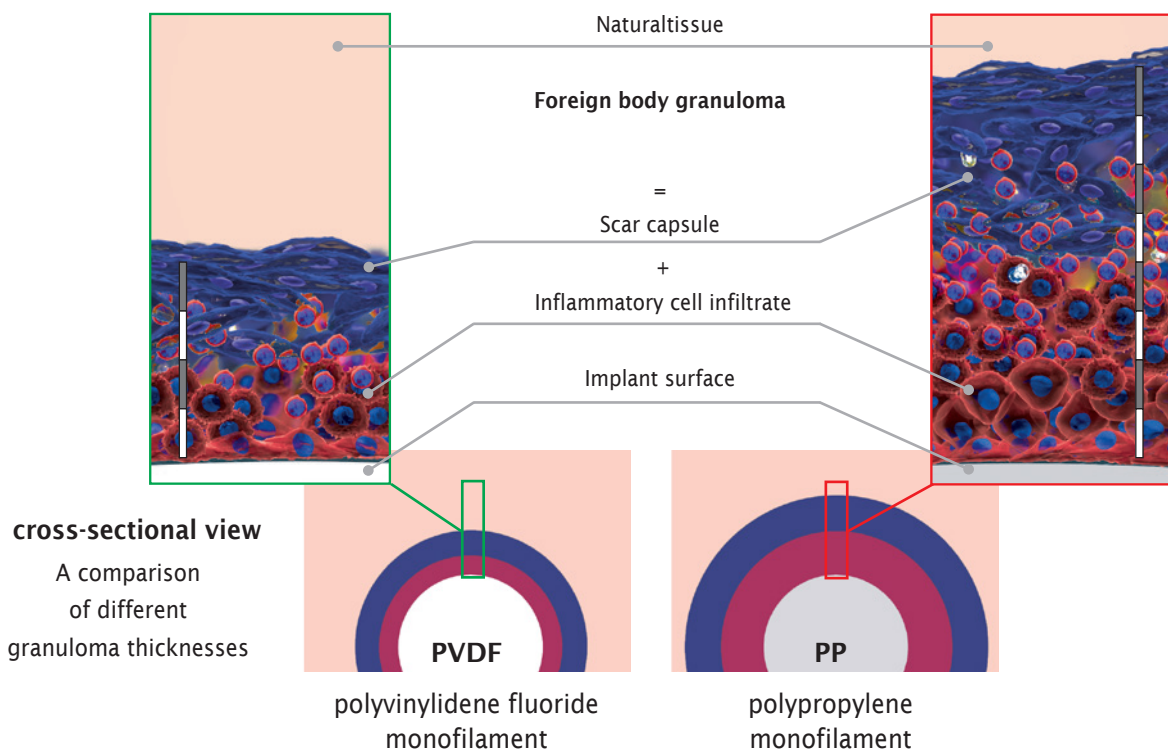 Naturaltissue
Foreign body granuloma
=
Scar capsule
+
Inflammatory cell infiltrate
Implant surface
cross-sectional view
A comparison
of different
granuloma thicknesses
PVDF
polyvinylidene fluoride
monofilament
PP
polypropylene
monofilament